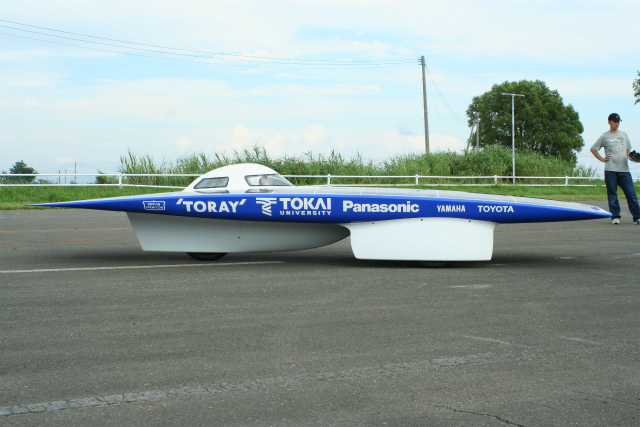 'TORAY'
TOKAI
UNIVERSITY
Panasonic
YAMAHA
TOYOTA